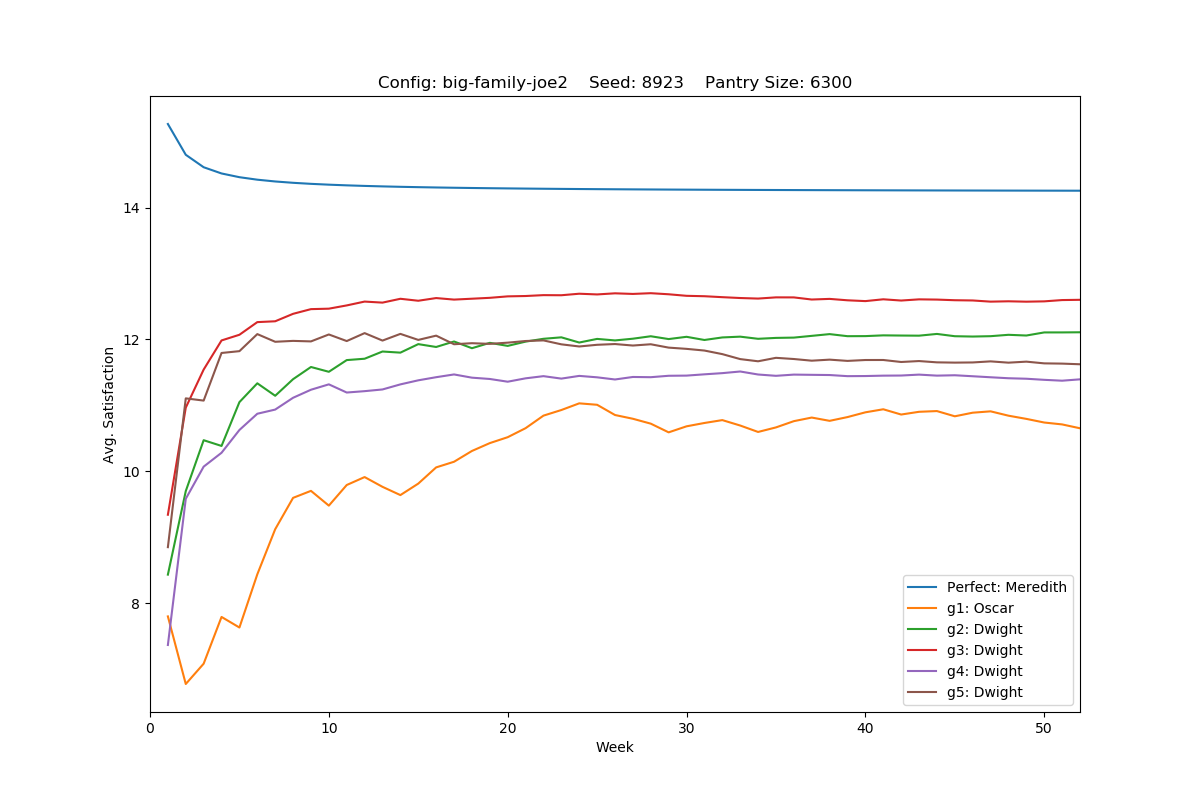 Config: big-family-joe2    Seed: 8923    Pantry Size: 6300
Avg. Satisfaction
14
12
10
8
0 10 20 30 40 50
Week
Perfect: Meredith
g1: Oscar
g2: Dwight
g3: Dwight
g4: Dwight
g5: Dwight